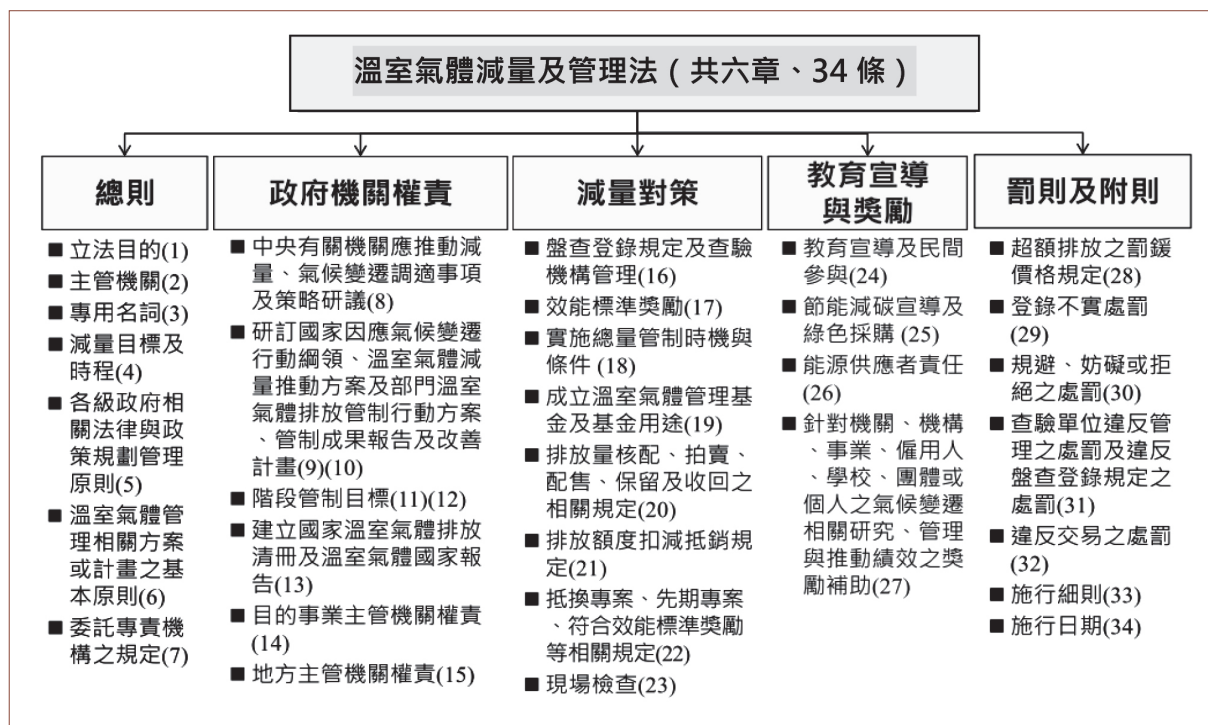 溫室氣體減量及管理法（共六章、34 條）
總則
■ 立法目的(1)
■ 主管機關(2)
■ 專用名詞(3)
■ 減量目標及
時程(4)
■ 各級政府相
關法律與政
策規劃管理
原則(5)
■ 溫室氣體管
理相關方案
或計畫之基
本原則(6)
■ 委託專責機
構之規定(7)
政府機關權責
■ 中央有關機關應推動減
量、氣候變遷調適事項
及策略研議(8)
■ 研訂國家因應氣候變遷
行動綱領、溫室氣體減
量推動方案及部門溫室
氣體排放管制行動方案
、管制成果報告及改善
計畫(9)(10)
■ 階段管制目標(11)(12)
■ 建立國家溫室氣體排放
清冊及溫室氣體國家報
告(13)
■ 目的事業主管機關權責
(14)
■ 地方主管機關權責(15)
減量對策
■ 盤查登錄規定及查驗
機構管理(16)
■ 效能標準獎勵(17)
■ 實施總量管制時機與
條件 (18)
■ 成立溫室氣體管理基
金及基金用途(19)
■ 排放量核配、拍賣、
配售、保留及收回之
相關規定(20)
■ 排放額度扣減抵銷規
定(21)
■ 抵換專案、先期專案
、符合效能標準獎勵
等相關規定(22)
■ 現場檢查(23)
教育宣導
與獎勵
■ 教育宣導及民間
參與(24)
■ 節能減碳宣導及
綠色採購 (25)
■ 能源供應者責任
(26)
■ 針對機關、機構
、事業、僱用人
、學校、團體或
個人之氣候變遷
相關研究、管理
與推動績效之獎
勵補助(27)
罰則及附則
■ 超額排放之罰鍰
價格規定(28)
■ 登錄不實處罰
(29)
■ 規避、妨礙或拒
絕之處罰(30)
■ 查驗單位違反管
理之處罰及違反
盤查登錄規定之
處罰(31)
■ 違反交易之處罰
(32)
■ 施行細則(33)
■ 施行日期(34)